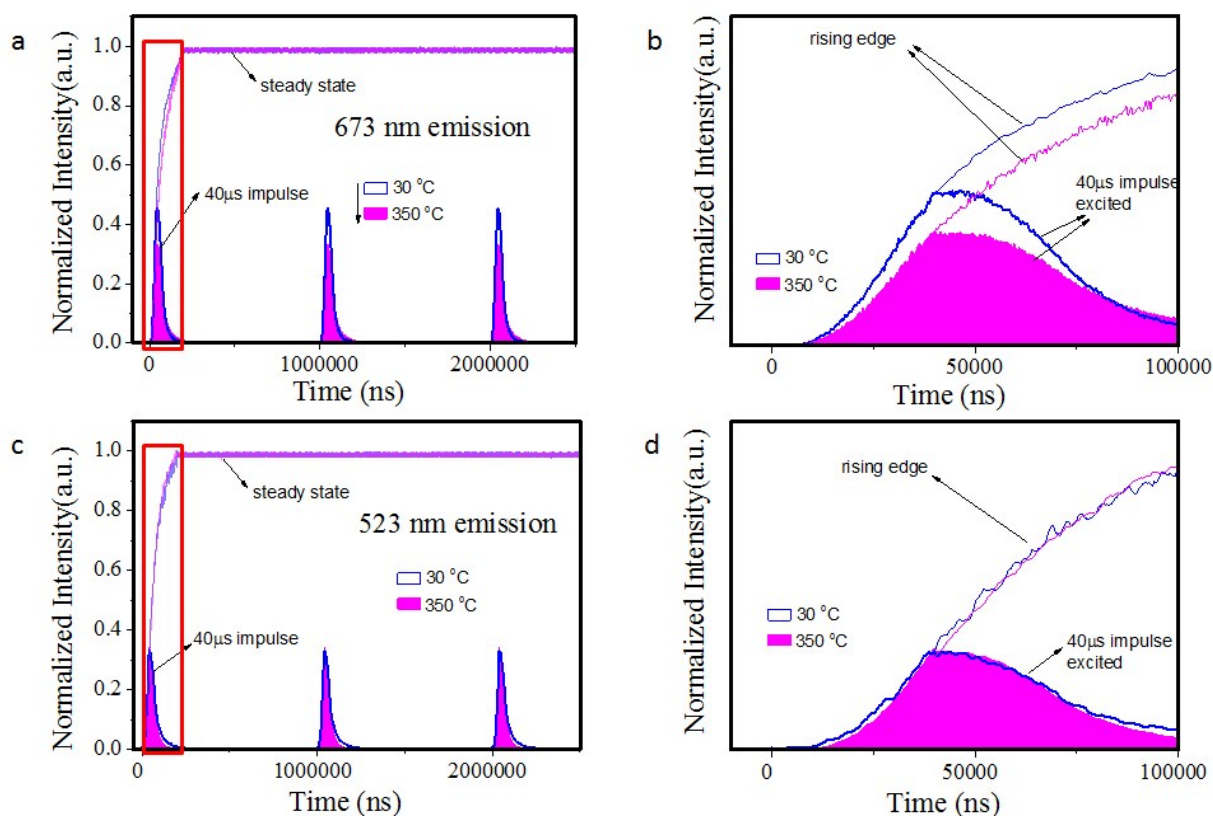 a
Normalized Intensity(a.u.)
1.0
0.8
0.6
0.4
0.2
0.0
steady state
673 nm emission
40μs impulse
30 °C
350 °C
0
1000000
2000000
Time (ns)
b
Normalized Intensity(a.u.)
rising edge
40μs impulse
excited
30 °C
350 °C
0
50000
100000
Time (ns)
c
Normalized Intensity(a.u.)
1.0
0.8
0.6
0.4
0.2
0.0
steady state
523 nm emission
30 °C
350 °C
40μs impulse
0
1000000
2000000
Time (ns)
d
Normalized Intensity(a.u.)
rising edge
30 °C
350 °C
40μs impulse
excited
0
50000
100000
Time (ns)